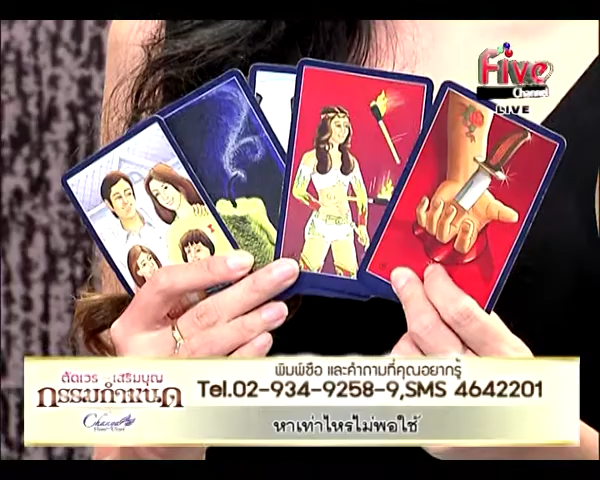 Five
Channel
LIVE
ตัดเวร เสริมบุญ
กรรมกำหนด
พิมพ์ชื่อ และคำถามที่คุณอยากรู้
Tel.02-934-9258-9,SMS 4642201
หาเท่าไหร่ไม่พอใช้